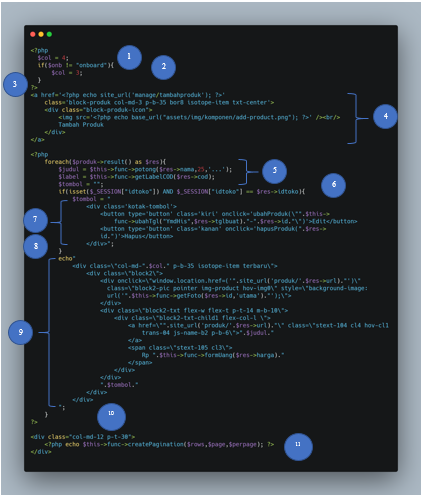 <?php
$col = 4;
if($onb != "onboard"){
$col = 3;
}
?>
<a href='<?php echo site_url('manage/tambahproduk'); ?>'
class='block-produk col-md-3 p-b-35 bor8 isotope-item txt-center'>
<div class="block-produk-icon">
<img src='<?php echo base_url("assets/img/komponen/add-product.png"); ?>' /><br/>
Tambah Produk
</div>
</a>
<?php
foreach($produk->result() as $res){
$judul = $this->func->potong($res->nama,25,'...');
$label = $this->func->getLabelCOD($res->cod);
$tombol = "";
if(isset($_SESSION["idtoko"]) AND $_SESSION["idtoko"] == $res->idtoko){
$tombol = "
<div class='kotak-tombol'>
<button type='button' class='kiri' onclick='ubahProduk(\"".$this->
func->ubahTgl("YmdHis",$res->tglbuat)."-".$res->id."\")'>Edit</button>
<button type='button' class='kanan' onclick='hapusProduk(".$res->
id.")'>Hapus</button>
</div>";
}
echo"
<div class=\"col-md-".$col." p-b-35 isotope-item terbaru\">
<div class=\"block2\">
<div onclick=\"window.location.href=('".site_url('produk/'.$res->url)."')\"
class=\"block2-pic pointer img-product hov-img0\" style=\"background-image:
url('".$this->func->getFoto($res->id,'utama')."');\">
</div>
<div class=\"block2-txt flex-w flex-t p-t-14 m-b-10\">
<div class=\"block2-txt-child1 flex-col-l \">
<a href=\"".site_url('produk/'.$res->url)."\" class=\"stext-104 cl4 hov-cl1
trans-04 js-name-b2 p-b-6\">".$judul."
</a>
<span class=\"stext-105 cl3\">
Rp ".$this->func->formUang($res->harga)."
</span>
</div>
</div>
".$tombol."
</div>
</div>
";
}
?>
<div class="col-md-12 p-t-30">
<?php echo $this->func->createPagination($rows,$page,$perpage); ?>
</div>
1
2
3
4
5
6
7
8
9
10
11